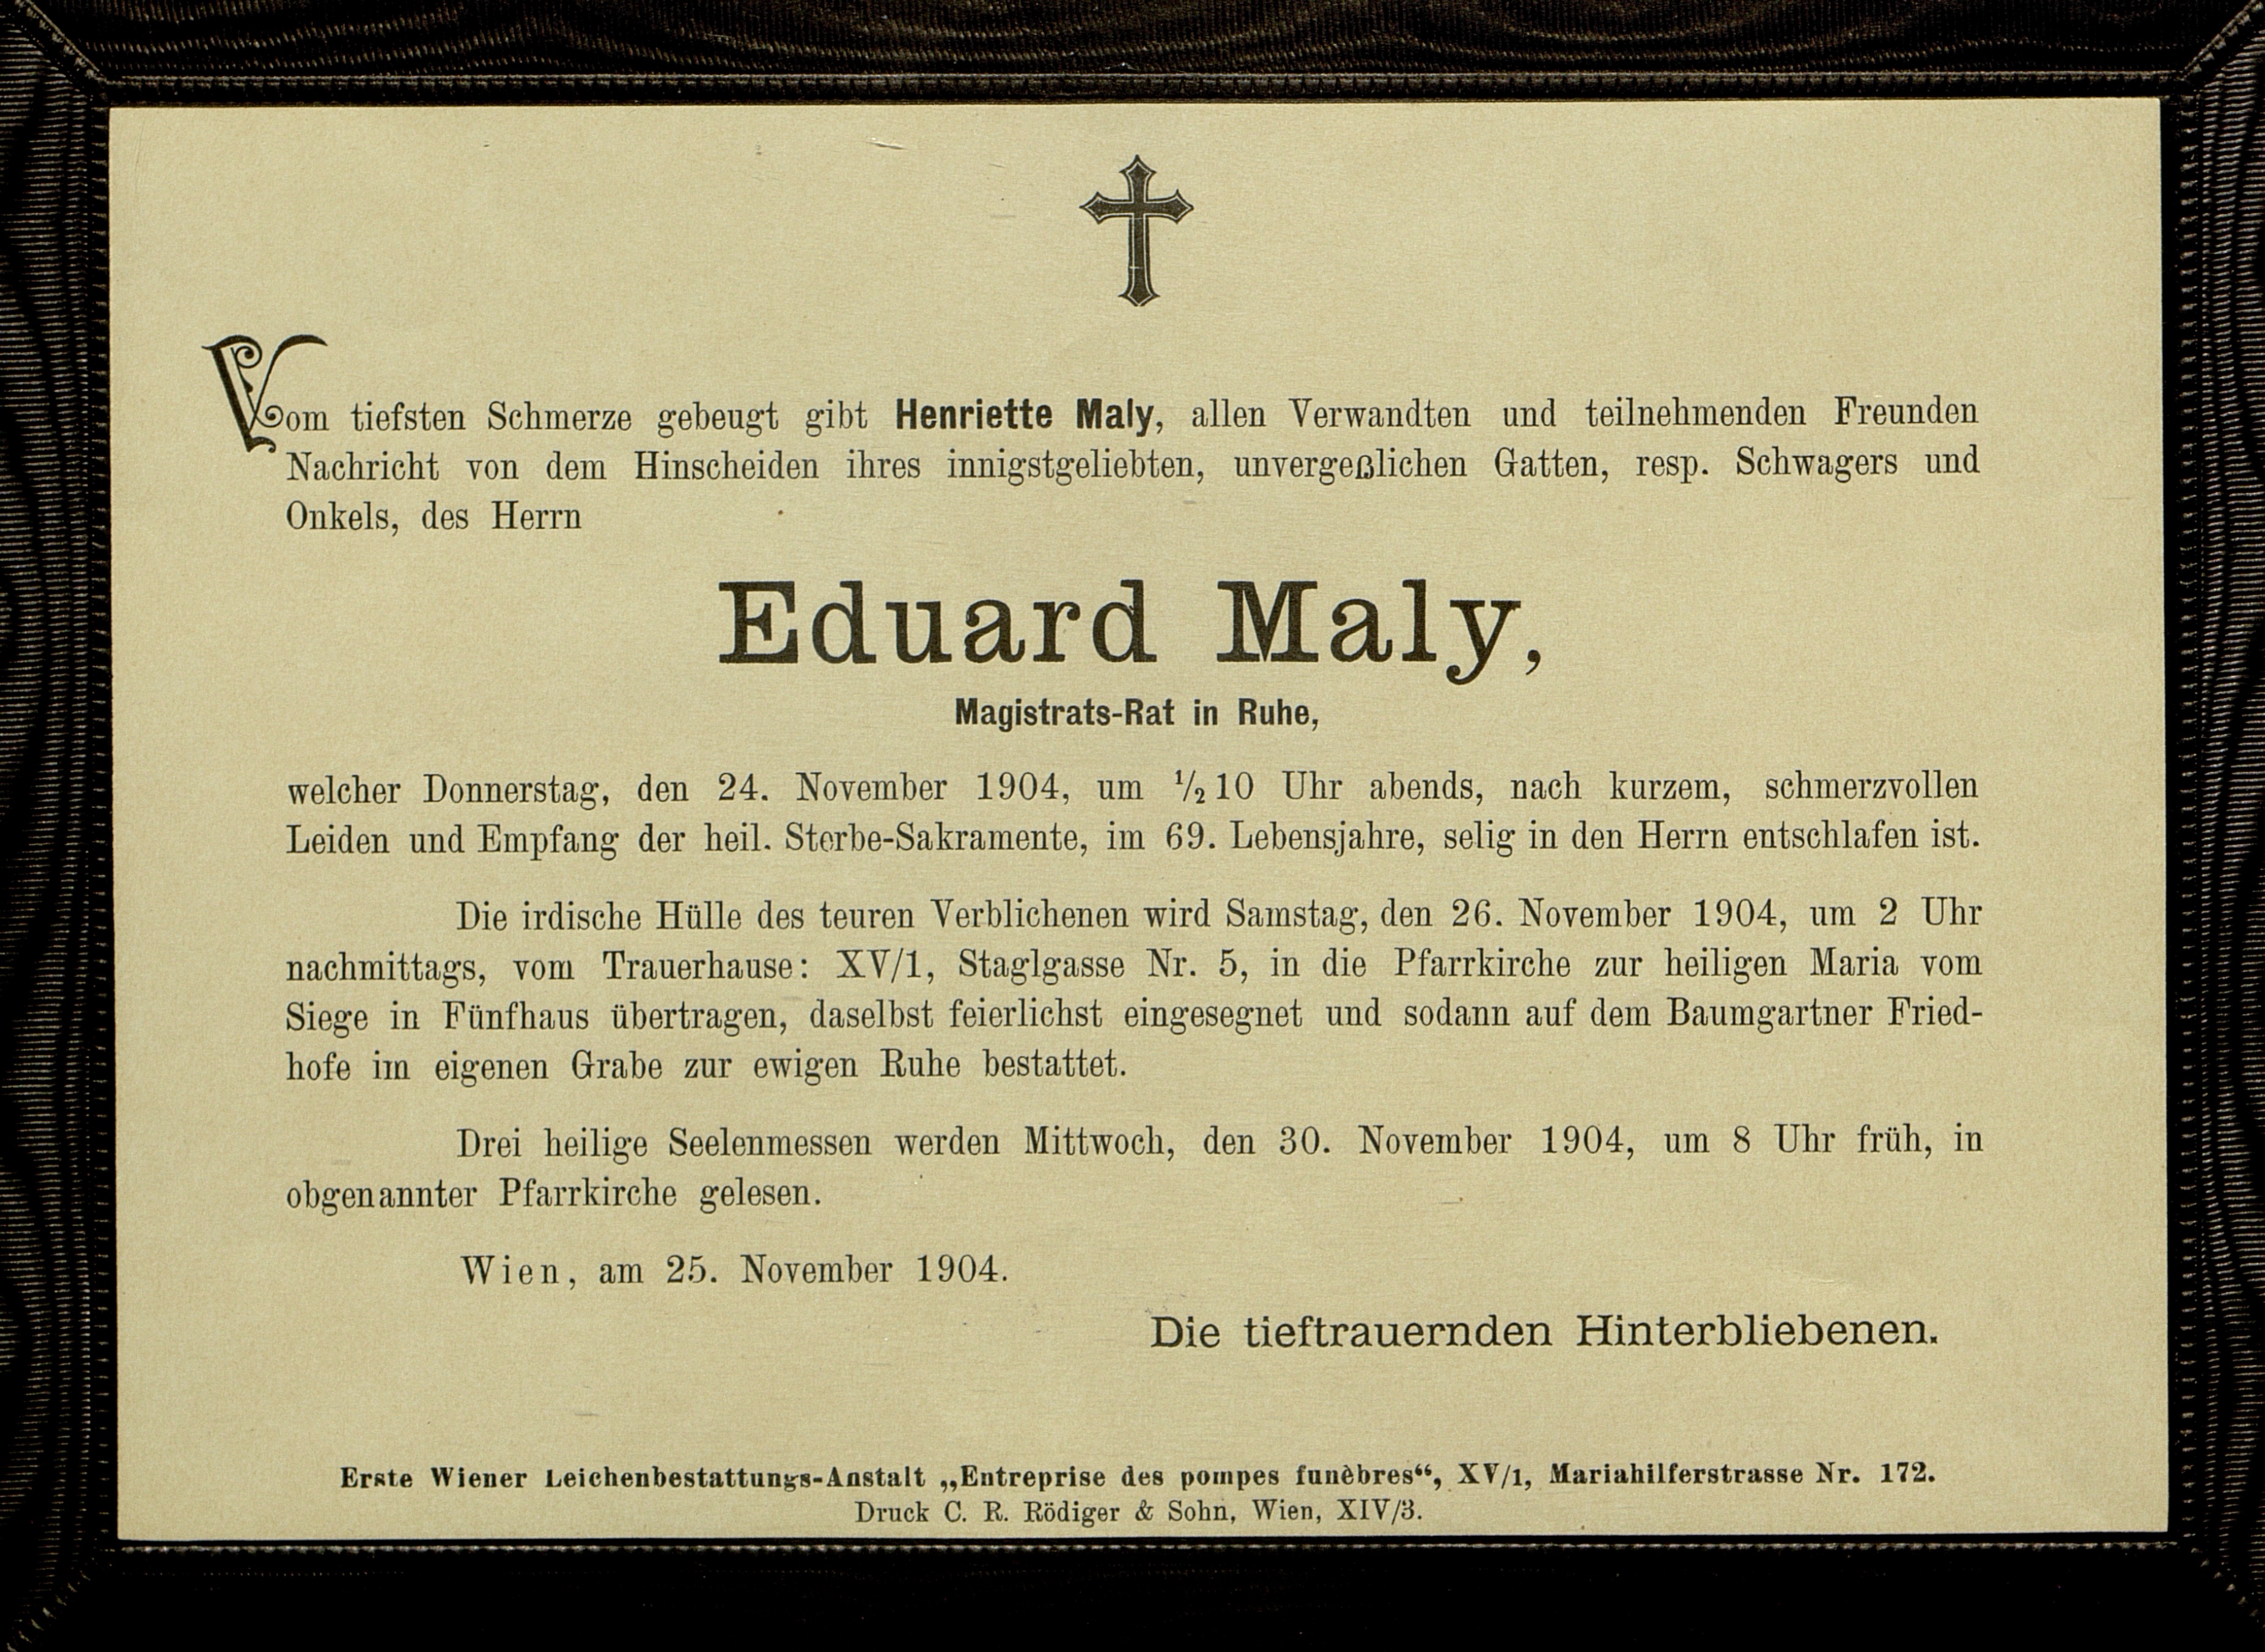 Vom tiefsten Schmerze gebeugt gibt Henriette Maly, allen Verwandten und teilnehmenden Freunden
Nachricht von dem Hinscheiden ihres innigstgeliebten, unvergeßlichen Gatten, resp. Schwagers und
Onkels, des Herrn
Eduard Maly,
Magistrats-Rat in Ruhe,
welcher Donnerstag, den 24. November 1904, um ½10 Uhr abends, nach kurzem, schmerzvollen
Leiden und Empfang der heil. Sterbe-Sakramente, im 69. Lebensjahre, selig in den Herrn entschlafen ist.
Die irdische Hülle des teuren Verblichenen wird Samstag, den 26. November 1904, um 2 Uhr
nachmittags, vom Trauerhause: XV/1, Staglgasse Nr. 5, in die Pfarrkirche zur heiligen Maria vom
Siege in Fünfhaus übertragen, daselbst feierlichst eingesegnet und sodann auf dem Baumgartner Fried-
hofe im eigenen Grabe zur ewigen Ruhe bestattet.
Drei heilige Seelenmessen werden Mittwoch, den 30. November 1904, um 8 Uhr früh, in
obgenannter Pfarrkirche gelesen.
Wien, am 25. November 1904.
Die tieftrauernden Hinterbliebenen.
Erste Wiener Leichenbestattungs-Anstalt „Entreprise des pompes funèbres“, XV/1, Mariahilferstrasse Nr. 172.
Druck C. R. Rödiger & Sohn, Wien, XIV/3.